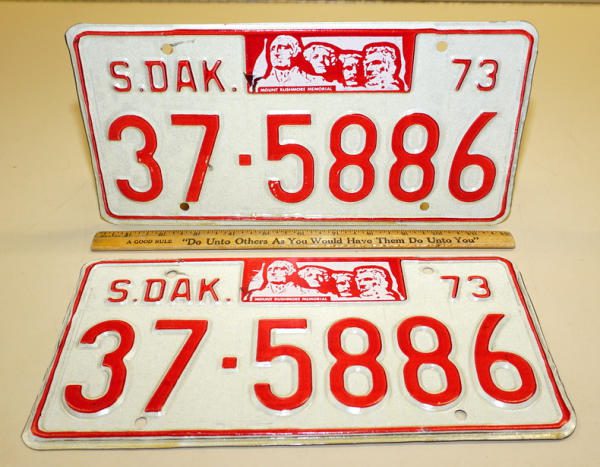 S.DAK. 73
MOUNT RUSHMORE MEMORIAL
37·5886
A GOOD RULE "Do Unto Others As You Would Have Them Do Unto You"
S.DAK. 73
MOUNT RUSHMORE MEMORIAL
37·5886